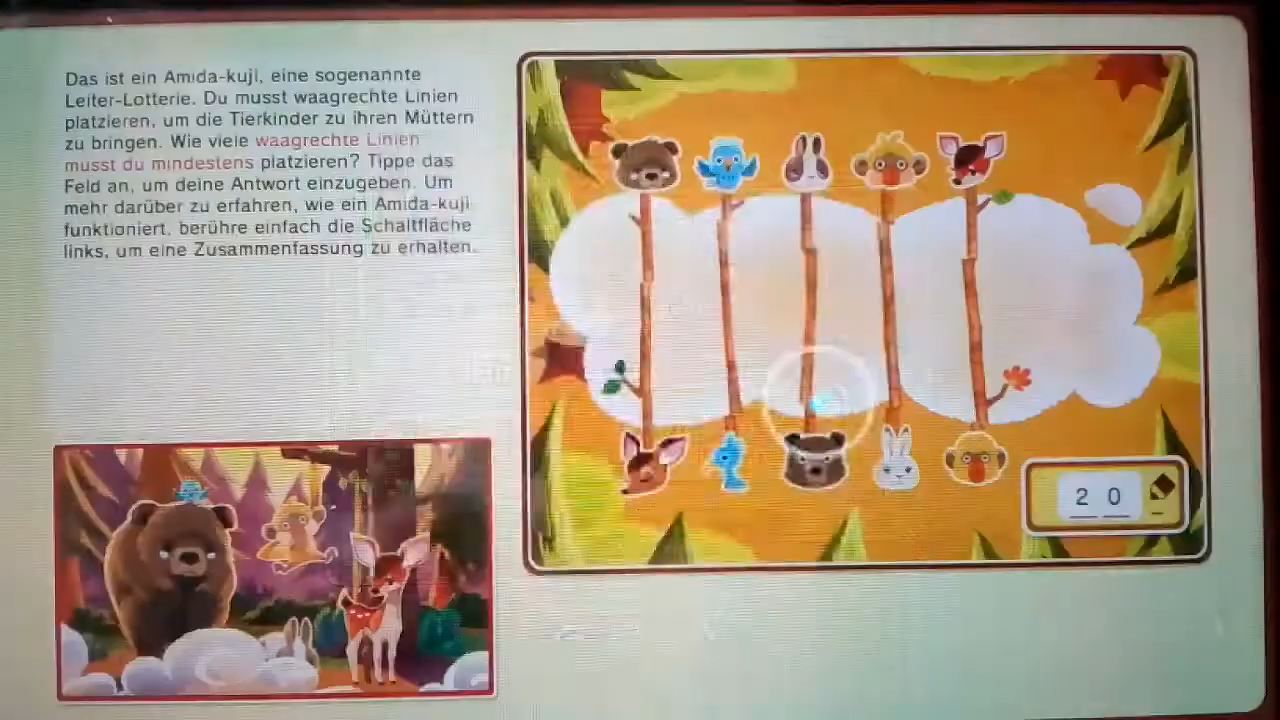 Das ist ein Amida-kuji, eine sogenannte
Leiter-Lotterie. Du musst waagrechte Linien
platzieren, um die Tierkinder zu ihren Müttern
zu bringen. Wie viele waagrechte Linien
musst du mindestens platzieren? Tippe das
Feld an, um deine Antwort einzugeben. Um
mehr darüber zu erfahren, wie ein Amida-kuji
funktioniert, berühre einfach die Schaltfläche
links, um eine Zusammenfassung zu erhalten.
2 0